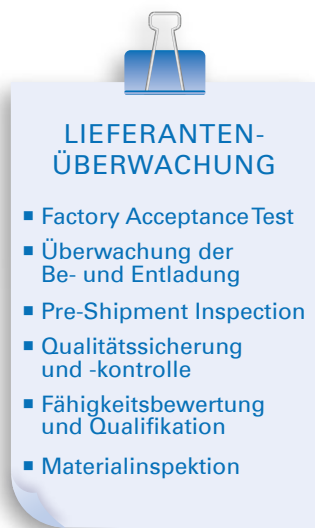 LIEFERANTEN-
ÜBERWACHUNG
▪ Factory Acceptance Test
▪ Überwachung der
Be- und Entladung
▪ Pre-Shipment Inspection
▪ Qualitätssicherung
und -kontrolle
▪ Fähigkeitsbewertung
und Qualifikation
▪ Materialinspektion